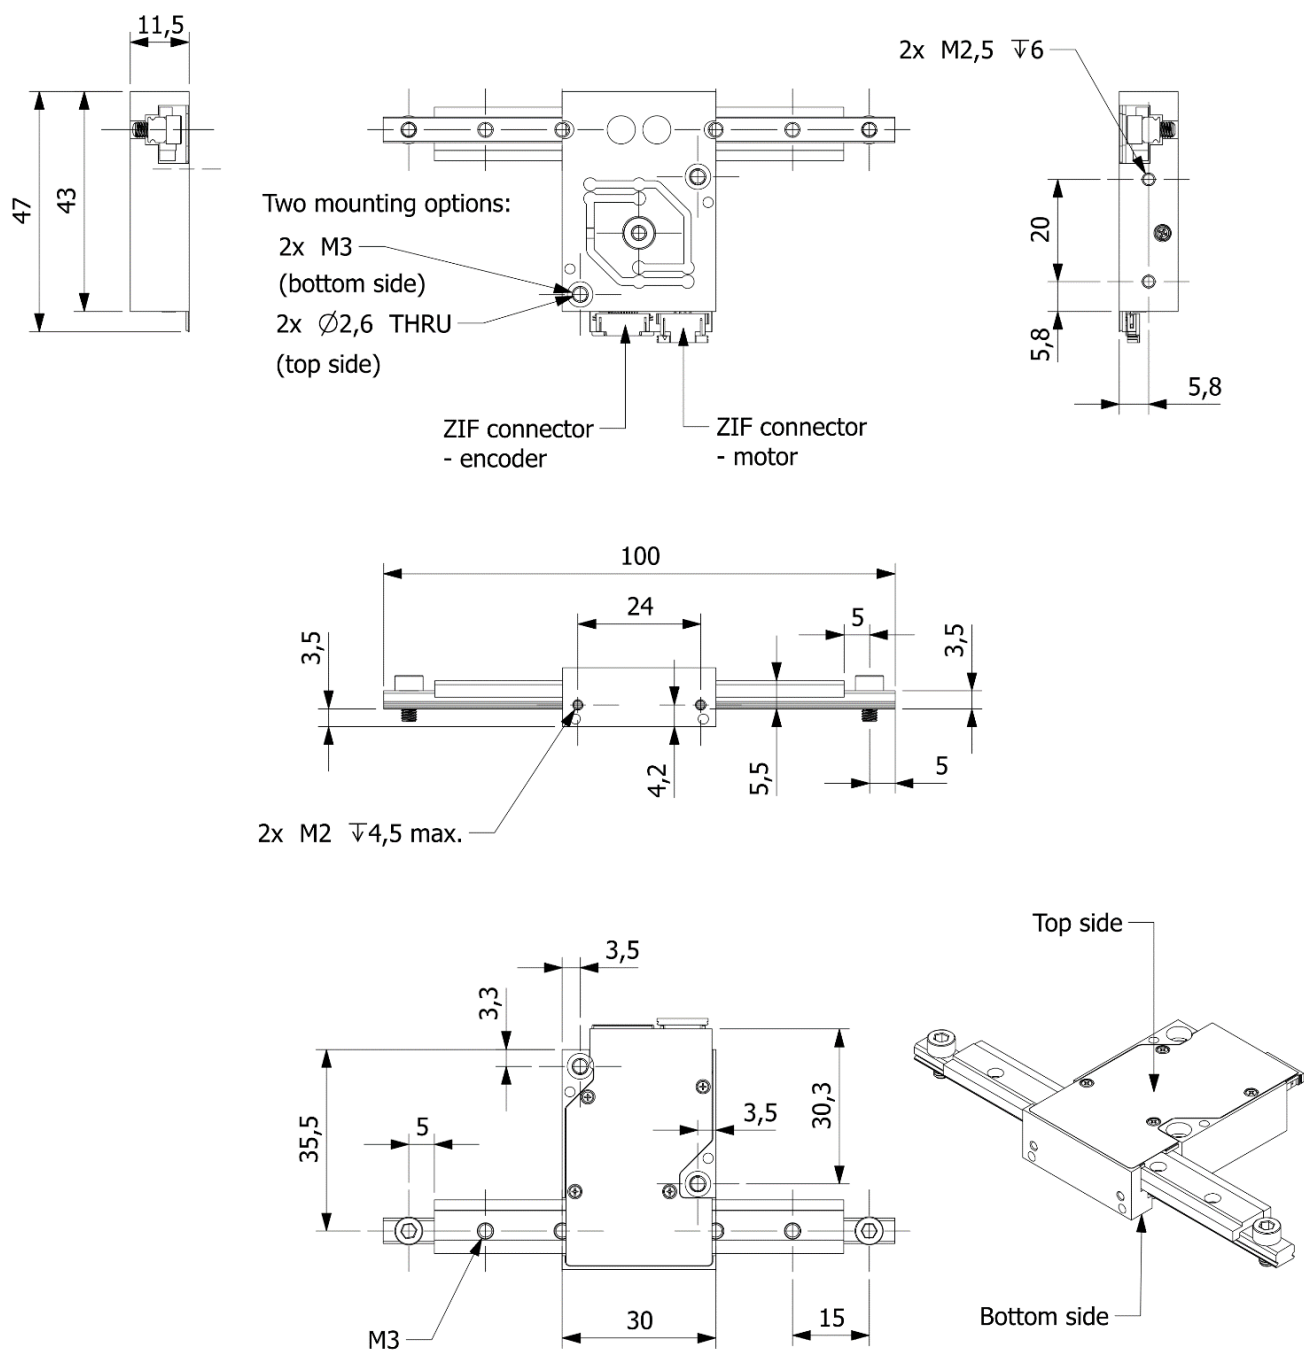 11,5
2x M2,5 ↧6
47
43
Two mounting options:
2x M3
(bottom side)
2x ∅2,6 THRU
(top side)
20
5,8
5,8
ZIF connector
- encoder
ZIF connector
- motor
100
24
5
3,5
3,5
4,2
5,5
5
2x M2 ↧4,5 max.
Top side
3,5
3,3
35,5
5
3,5
30,3
30
15
M3
Bottom side